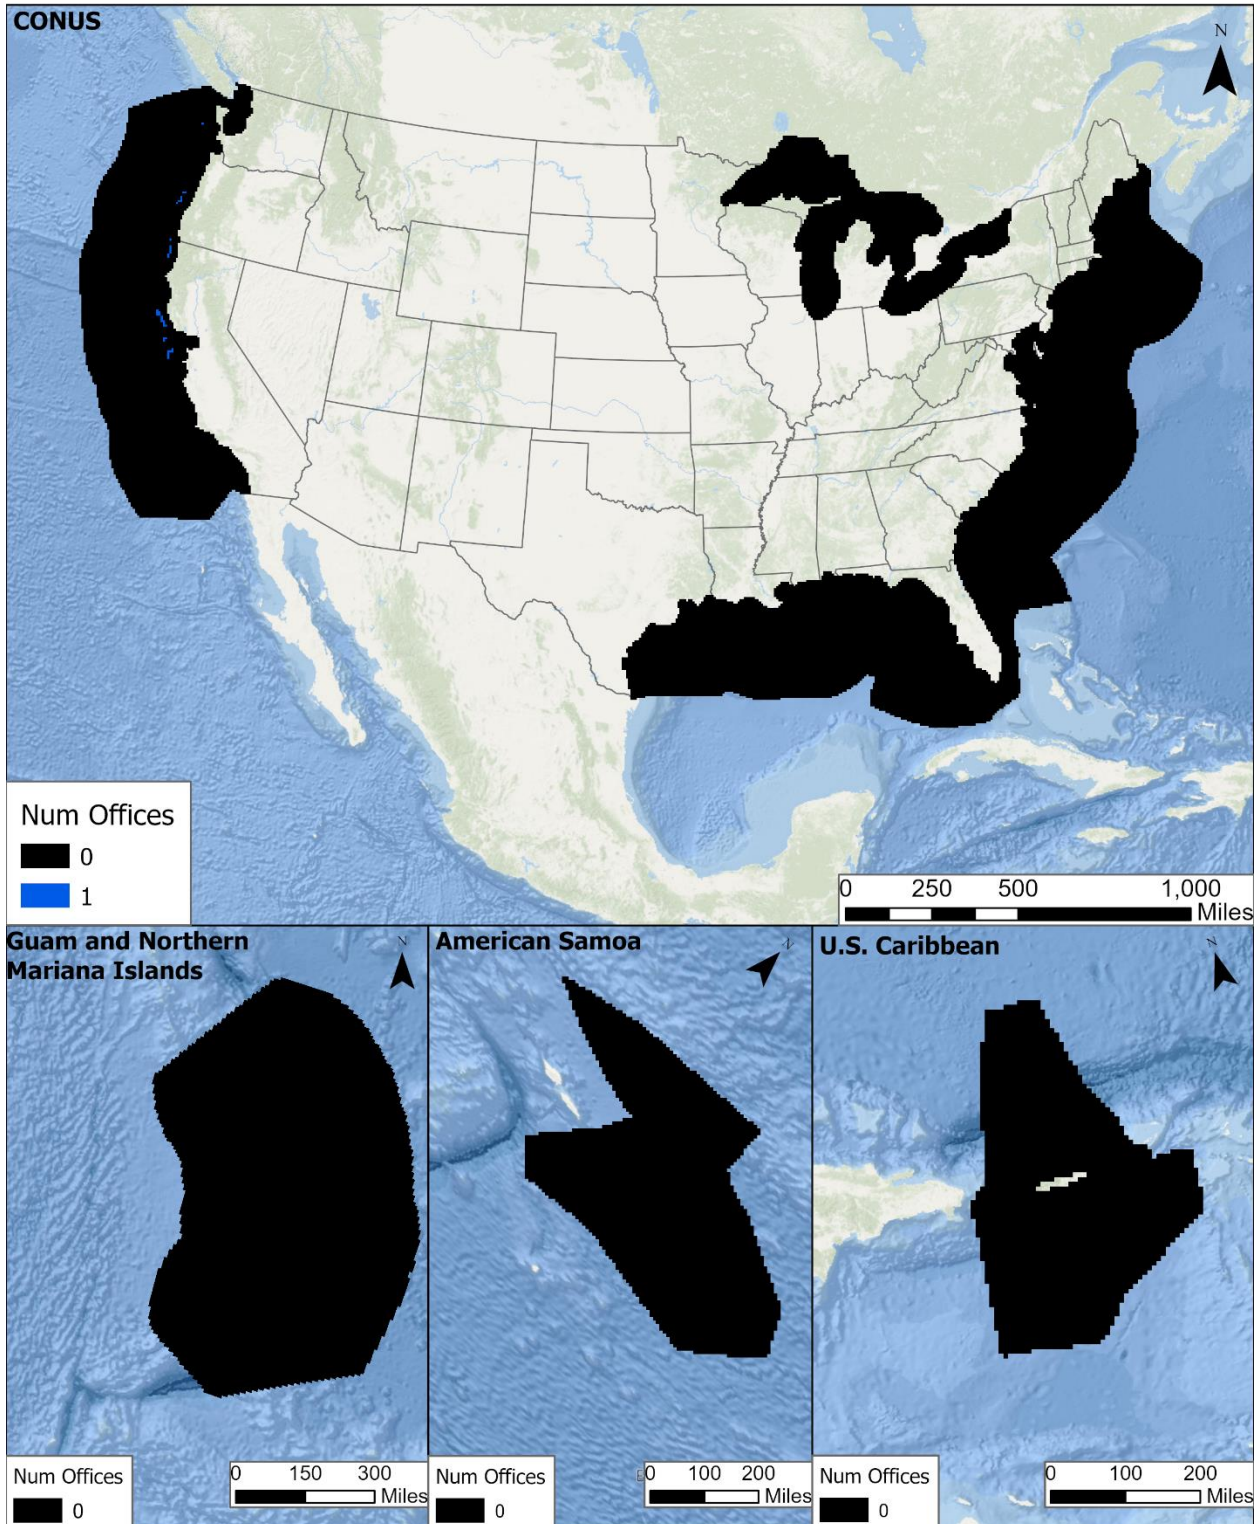 CONUS
N
Num Offices
0
1
0 250 500 1,000
Miles
Guam and Northern
Mariana Islands
N
Num Offices
0
0 150 300
Miles
American Samoa
N
Num Offices
0
0 100 200
Miles
U.S. Caribbean
N
Num Offices
0
0 100 200
Miles